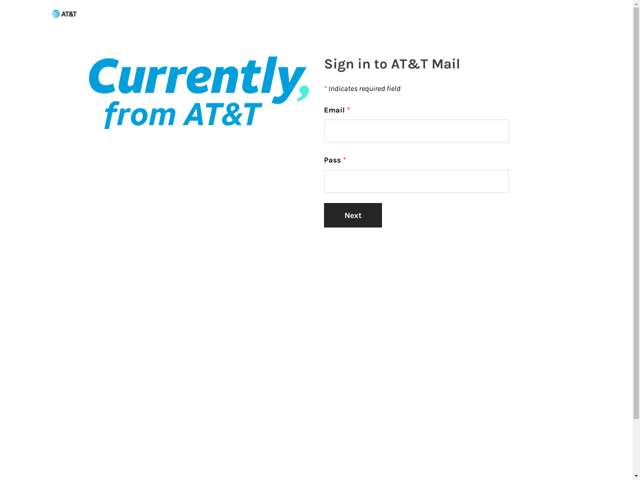 AT&T
Currently,
from AT&T
Sign in to AT&T Mail
* Indicates required field
Email *
Pass *
Next